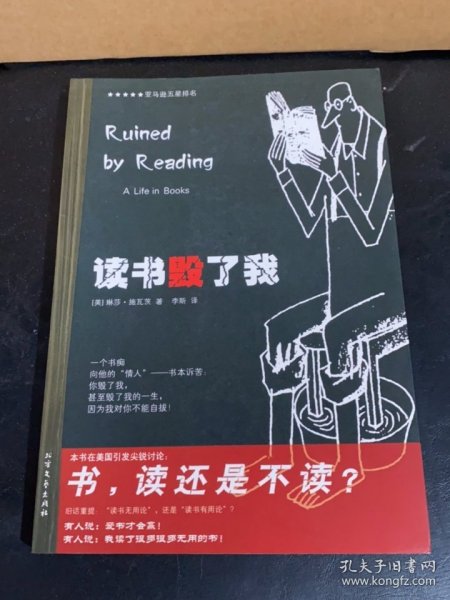 ★★★★★亚马逊五星排名
Ruined
by Reading
A Life in Books
读书毁了我
[美] 琳莎·施瓦茨 著 李斯 译
一个书痴
向他的“情人”——书本诉苦：
你毁了我，
甚至毁了我的一生，
因为我对你不能自拔！
本书在美国引发尖锐讨论：
书，读还是不读？
旧话重提：“读书无用论”，还是“读书有用论”？
有人说：爱书才会赢！
有人说：我读了很多很多无用的书！
北方文艺出版社
孔夫子旧书网
www.kongfz.com